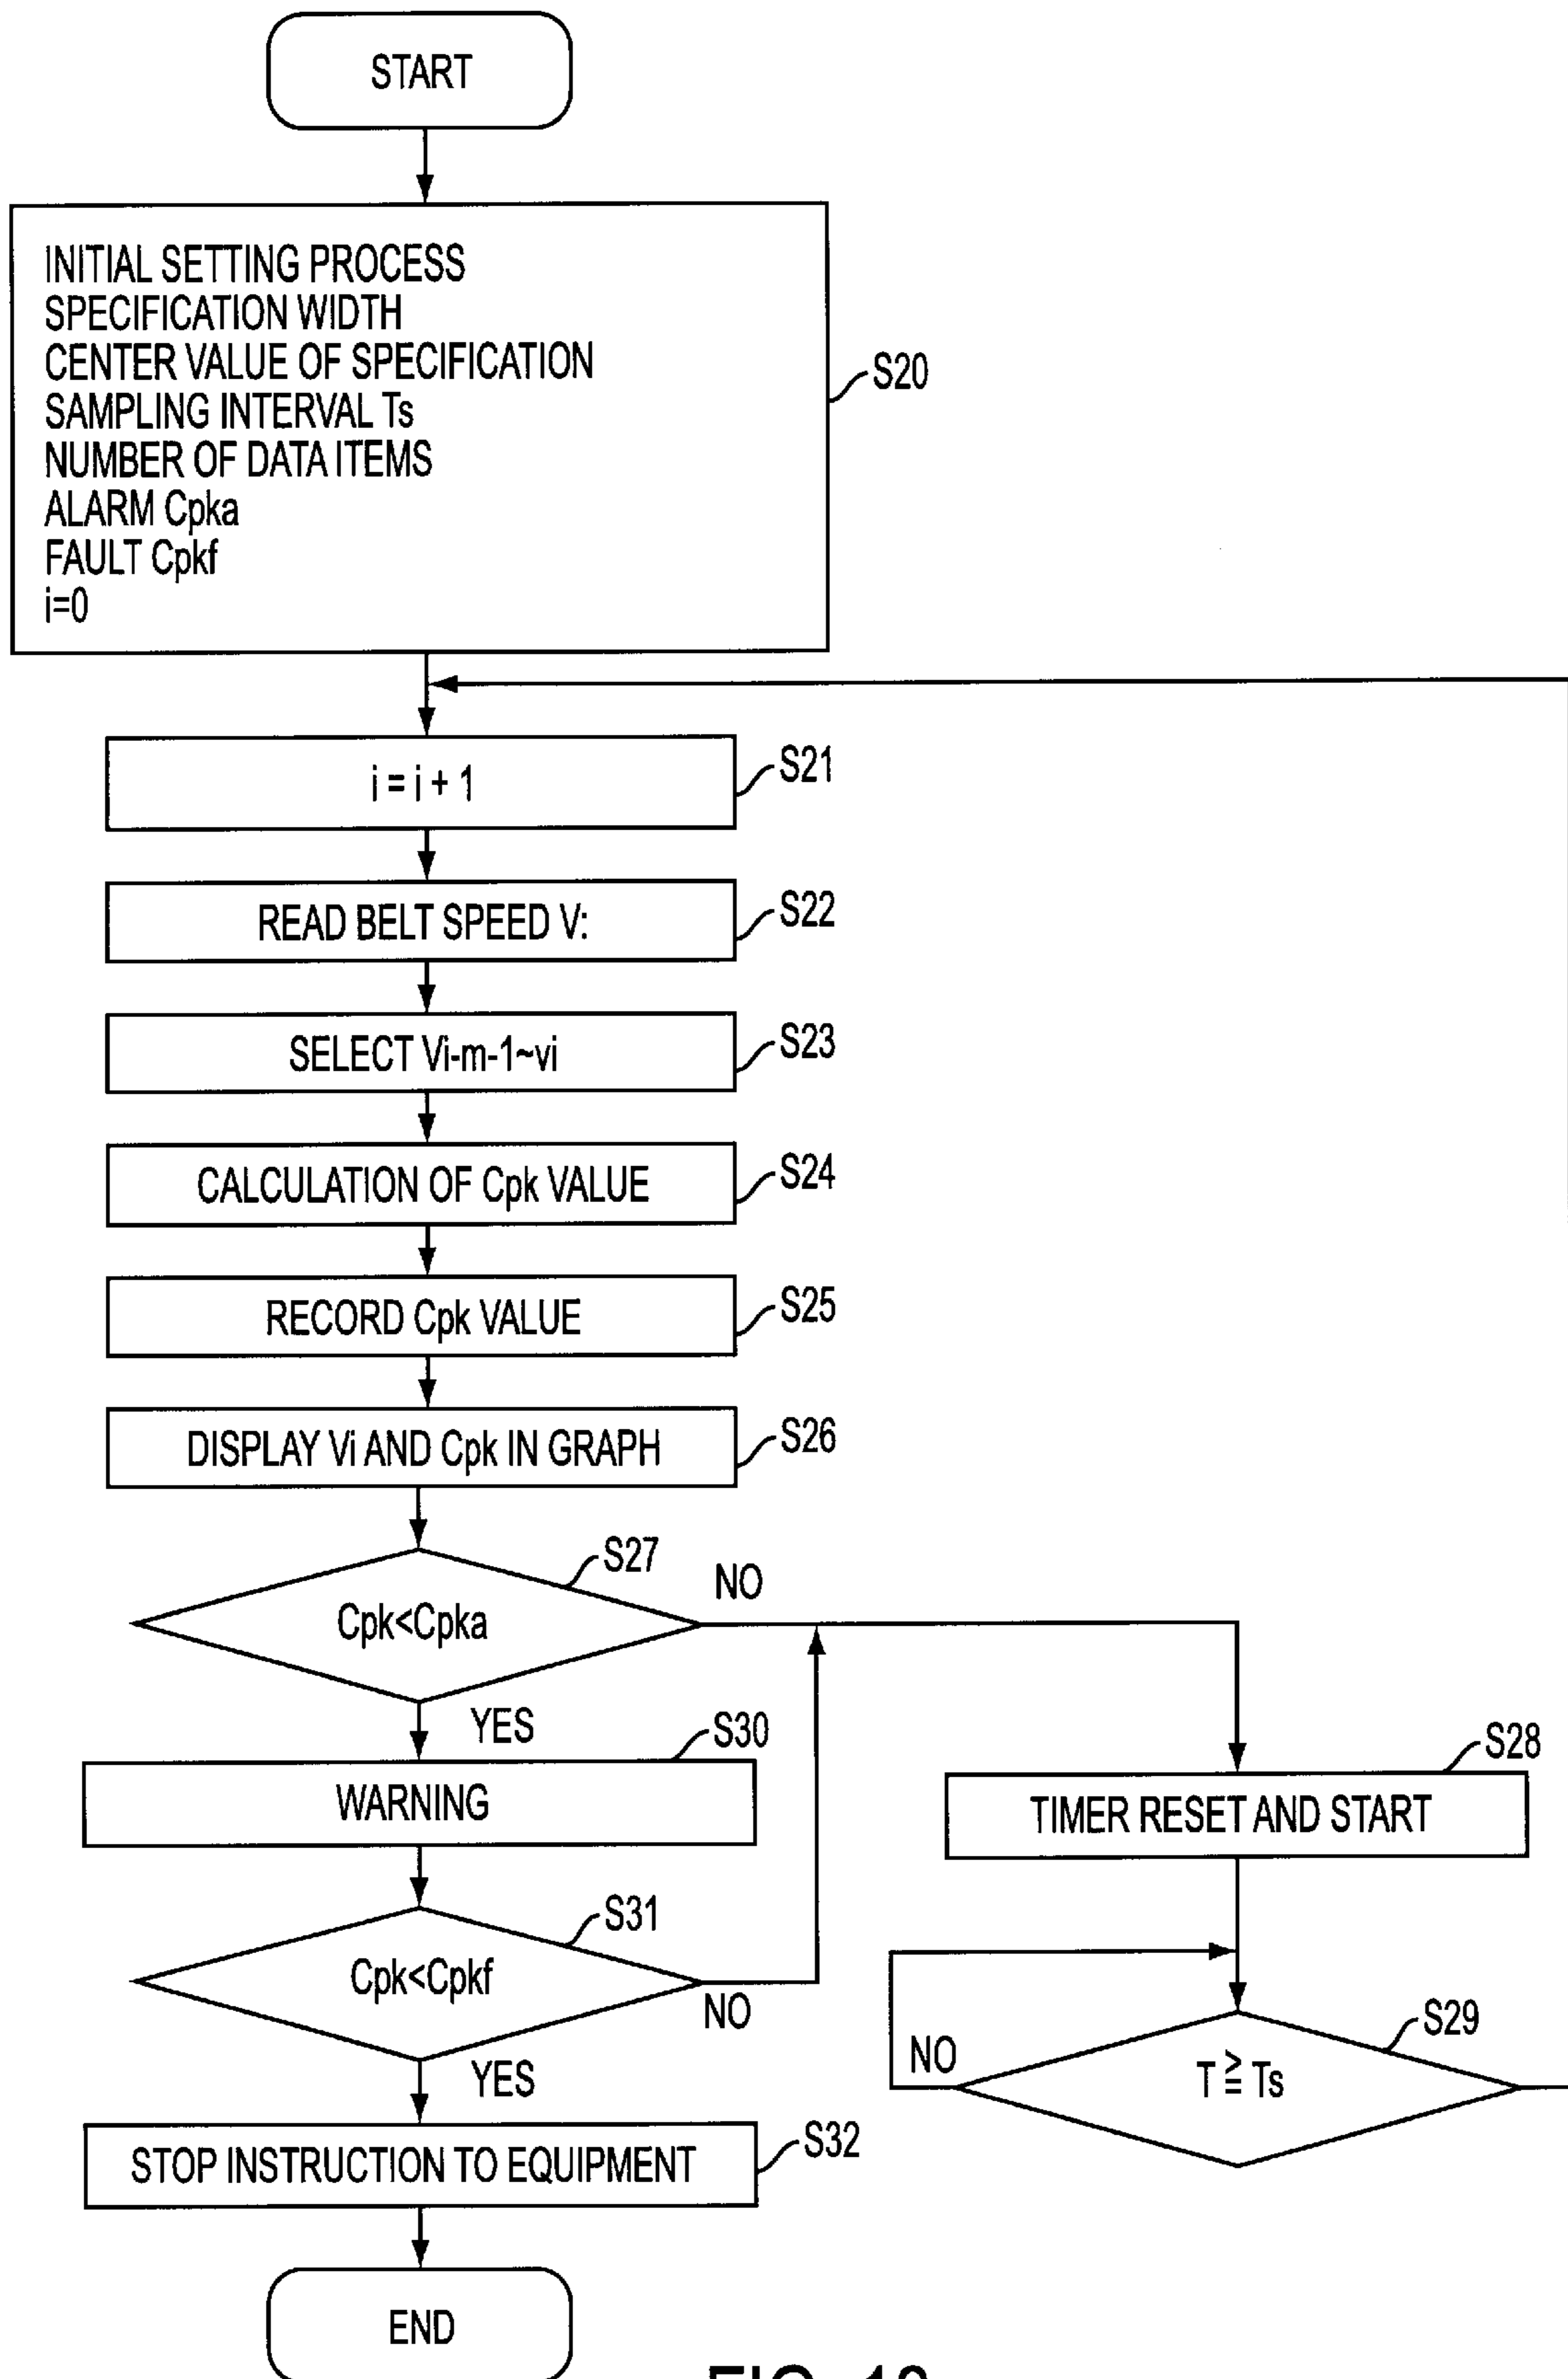 START
INITIAL SETTING PROCESS
SPECIFICATION WIDTH
CENTER VALUE OF SPECIFICATION
SAMPLING INTERVAL Ts
NUMBER OF DATA ITEMS
ALARM Cpka
FAULT Cpkf
i=0
S20
i = i + 1
S21
READ BELT SPEED V:
S22
SELECT Vi-m-1~vi
S23
CALCULATION OF Cpk VALUE
S24
RECORD Cpk VALUE
S25
DISPLAY Vi AND Cpk IN GRAPH
S26
S27
NO
Cpk<Cpka
YES
S30
WARNING
S28
TIMER RESET AND START
S31
Cpk<Cpkf
NO
S29
NO
T ≧ Ts
YES
STOP INSTRUCTION TO EQUIPMENT
S32
END